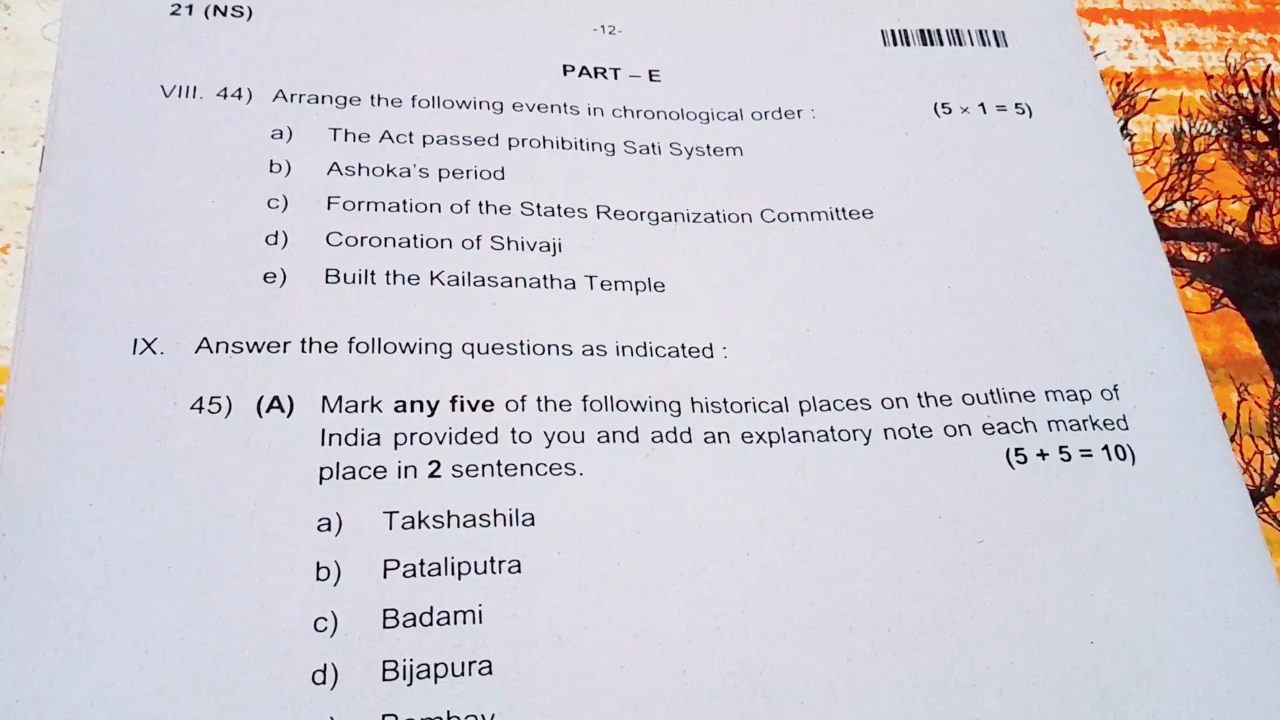 21 (NS)
-12-
PART – E
VIII. 44) Arrange the following events in chronological order : (5 × 1 = 5)
a) The Act passed prohibiting Sati System
b) Ashoka's period
c) Formation of the States Reorganization Committee
d) Coronation of Shivaji
e) Built the Kailasanatha Temple
IX. Answer the following questions as indicated :
45) (A) Mark any five of the following historical places on the outline map of
India provided to you and add an explanatory note on each marked
place in 2 sentences. (5 + 5 = 10)
a) Takshashila
b) Pataliputra
c) Badami
d) Bijapura
Bombay